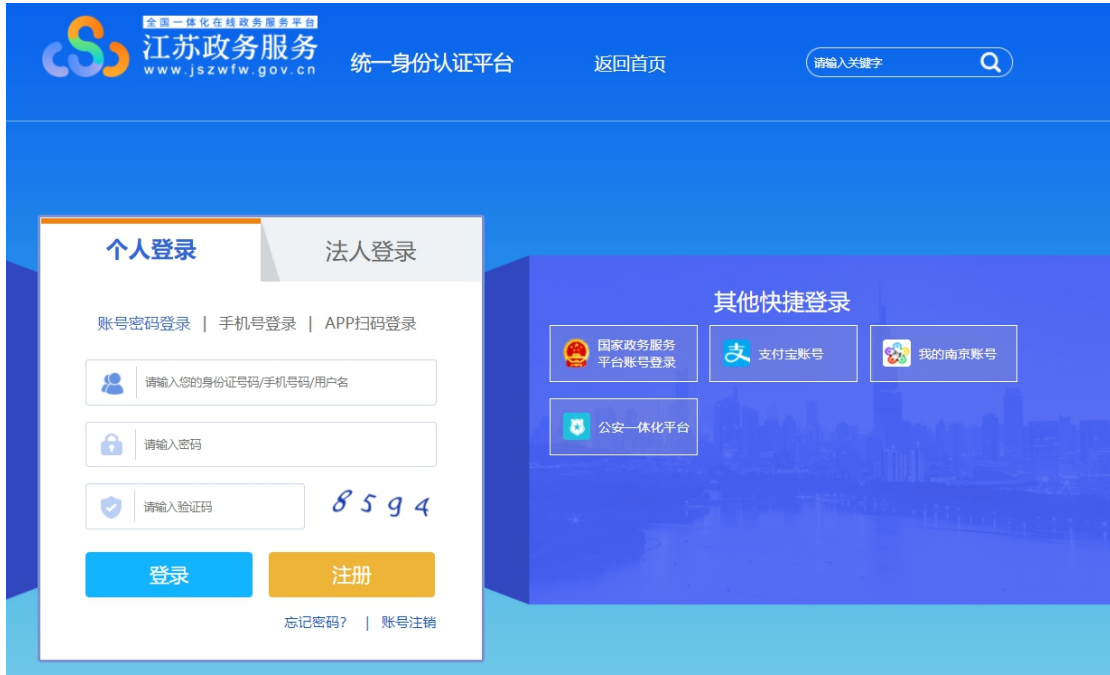 全国一体化在线政务服务平台
江苏政务服务
www.jszwfw.gov.cn
统一身份认证平台
返回首页
请输入关键字
个人登录
法人登录
账号密码登录 | 手机号登录 | APP扫码登录
请输入您的身份证号码/手机号码/用户名
请输入密码
请输入验证码
8594
登录
注册
忘记密码? | 账号注销
其他快捷登录
国家政务服务
平台账号登录
支付宝账号
我的南京账号
公安一体化平台